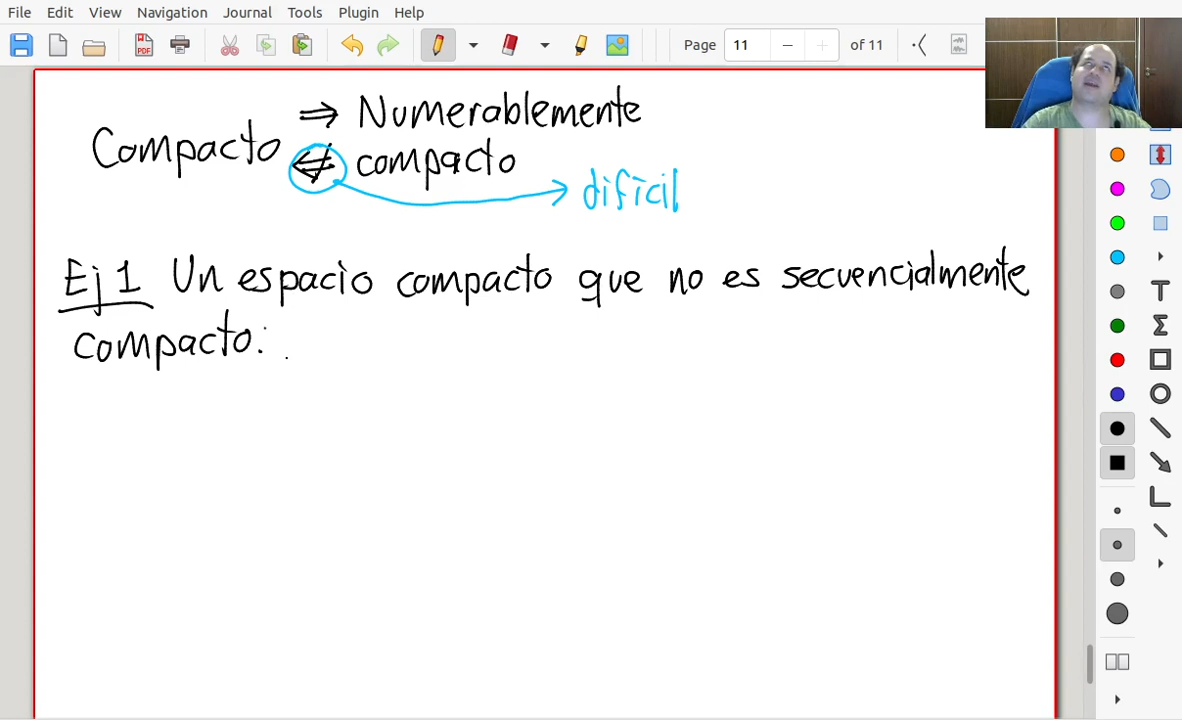 File Edit View Navigation Journal Tools Plugin Help
Page 11 of 11
⇒ Numerablemente
Compacto ⇍ compacto
difícil
Ej 1 Un espacio compacto que no es secuencialmente
compacto: